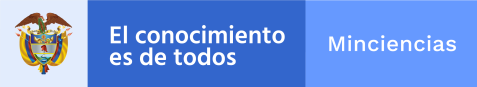 El conocimiento
es de todos
Minciencias